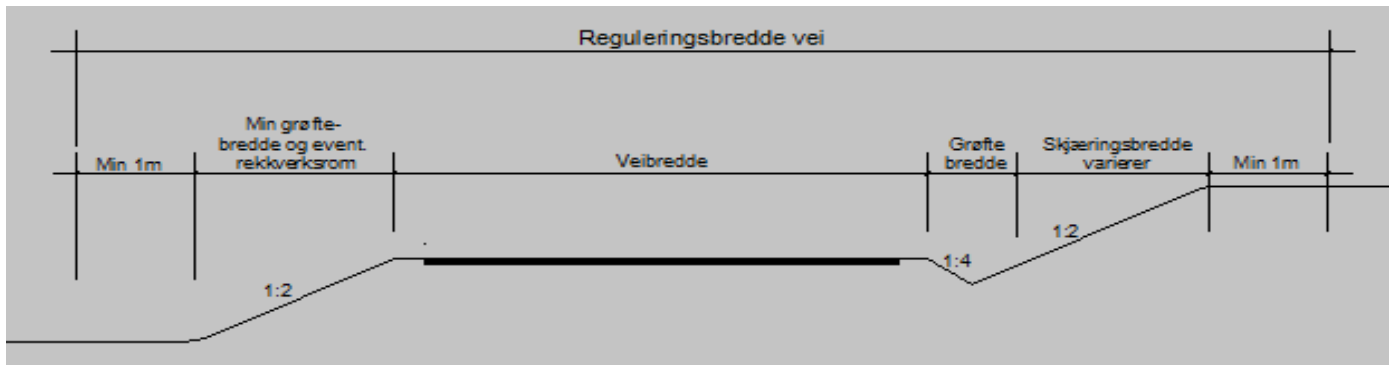 Reguleringsbredde vei
Min 1m
Min grøfte-
bredde og event.
rekkverksrom
Veibredde
Grøfte
bredde
Skjæringsbredde
varierer
Min 1m
1:2
1:4
1:2